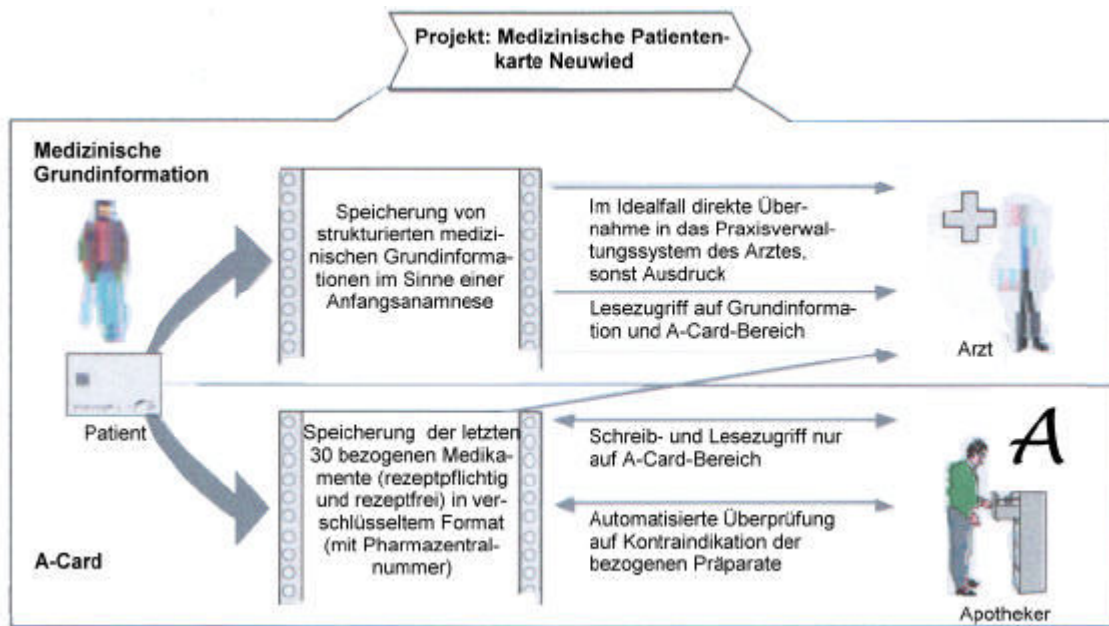 Projekt: Medizinische Patienten-
karte Neuwied
Medizinische
Grundinformation
Speicherung von
strukturierten medizi-
nischen Grundinforma-
tionen im Sinne einer
Anfangsanamnese
Im Idealfall direkte Über-
nahme in das Praxisverwal-
tungssystem des Arztes,
sonst Ausdruck
Lesezugriff auf Grundinforma-
tion und A-Card-Bereich
Arzt
Patient
Speicherung der letzten
30 bezogenen Medika-
mente (rezeptpflichtig
und rezeptfrei) in ver-
schlüsseltem Format
(mit Pharmazentral-
nummer)
Schreib- und Lesezugriff nur
auf A-Card-Bereich
Automatisierte Überprüfung
auf Kontraindikation der
bezogenen Präparate
A
Apotheker
A-Card